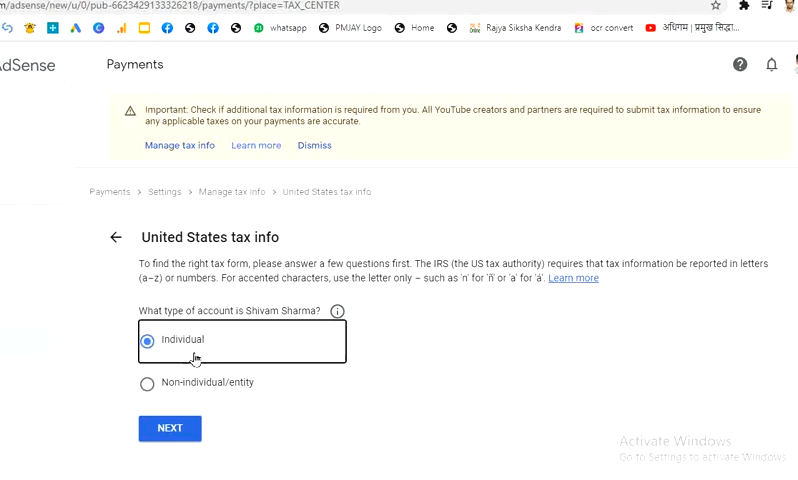 m/adsense/new/u/0/pub-6623429133326218/payments/?place=TAX_CENTER
whatsapp PMJAY Logo Home Rajya Siksha Kendra ocr convert अधिगम | प्रमुख सिद्धा...
AdSense Payments
Important: Check if additional tax information is required from you. All YouTube creators and partners are required to submit tax information to ensure
any applicable taxes on your payments are accurate.
Manage tax info Learn more Dismiss
Payments > Settings > Manage tax info > United States tax info
United States tax info
To find the right tax form, please answer a few questions first. The IRS (the US tax authority) requires that tax information be reported in letters
(a–z) or numbers. For accented characters, use the letter only – such as 'n' for 'ñ' or 'a' for 'á'. Learn more
What type of account is Shivam Sharma?
Individual
Non-individual/entity
NEXT
Activate Windows
Go to Settings to activate Windows.